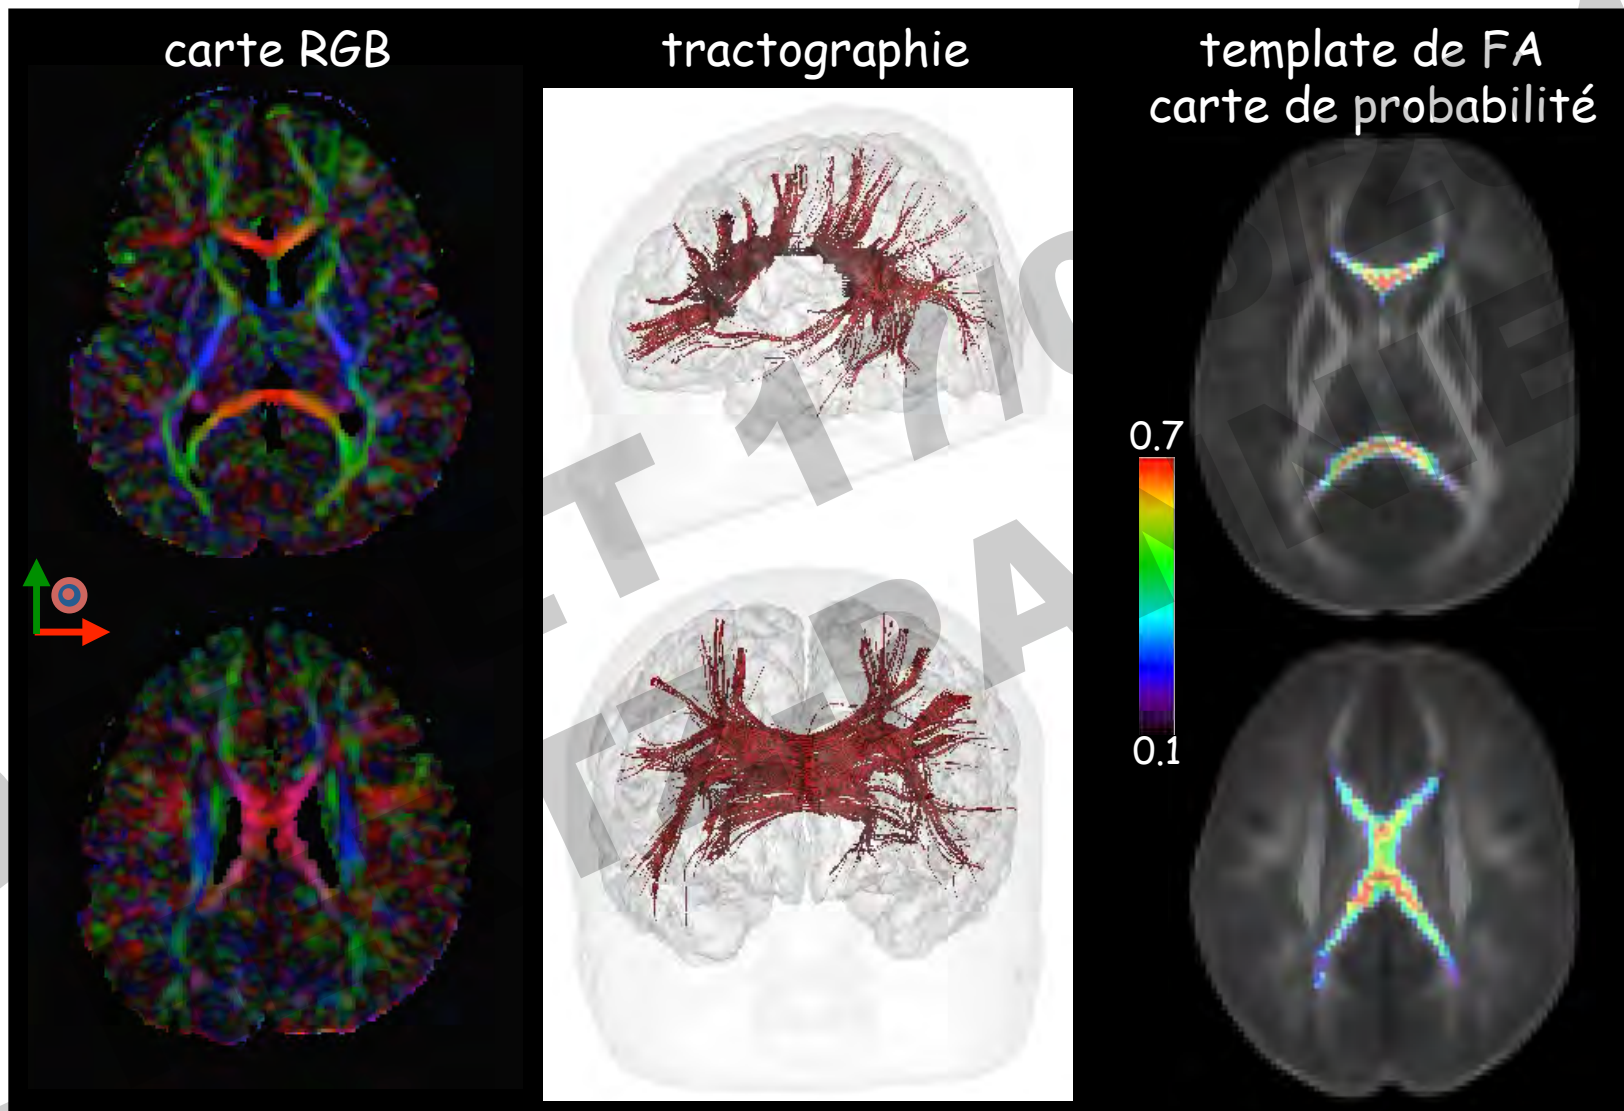 carte RGB
tractographie
template de FA
carte de probabilité
0.7
0.1